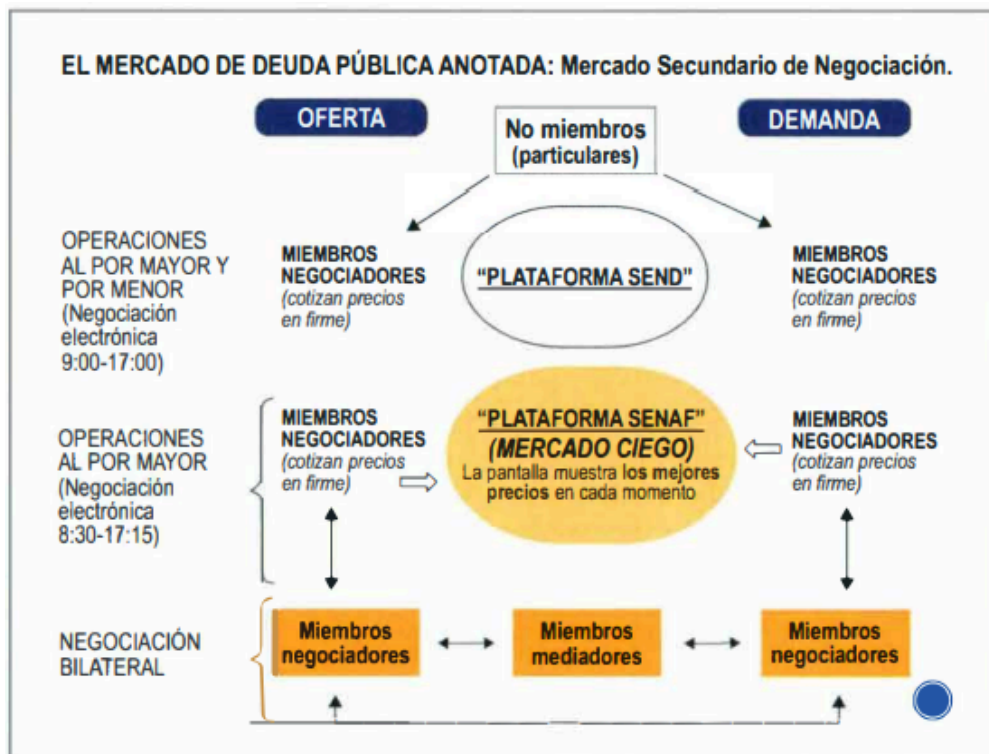 EL MERCADO DE DEUDA PÚBLICA ANOTADA: Mercado Secundario de Negociación.
OFERTA
No miembros
(particulares)
DEMANDA
OPERACIONES
AL POR MAYOR Y
POR MENOR
(Negociación
electrónica
9:00-17:00)
MIEMBROS
NEGOCIADORES
(cotizan precios
en firme)
“PLATAFORMA SEND”
MIEMBROS
NEGOCIADORES
(cotizan precios
en firme)
OPERACIONES
AL POR MAYOR
(Negociación
electrónica
8:30-17:15)
MIEMBROS
NEGOCIADORES
(cotizan precios
en firme)
“PLATAFORMA SENAF”
(MERCADO CIEGO)
La pantalla muestra los mejores
precios en cada momento
MIEMBROS
NEGOCIADORES
(cotizan precios
en firme)
NEGOCIACIÓN
BILATERAL
Miembros
negociadores
Miembros
mediadores
Miembros
negociadores